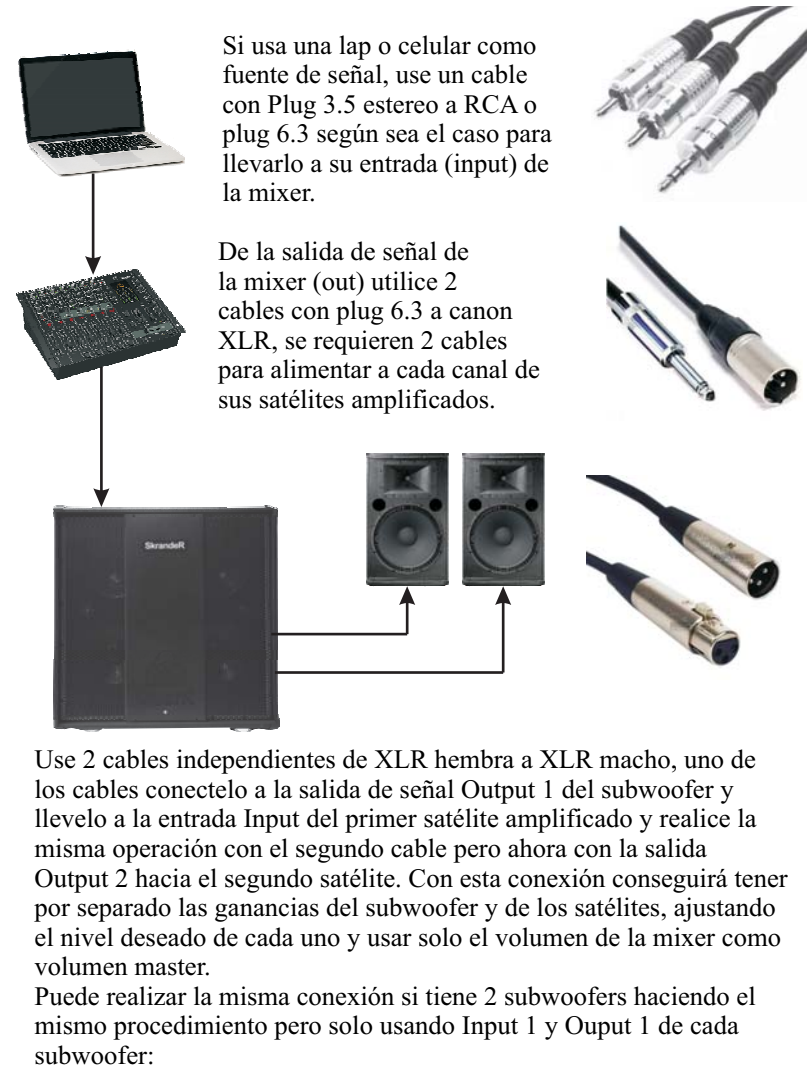 Si usa una lap o celular como
fuente de señal, use un cable
con Plug 3.5 estereo a RCA o
plug 6.3 según sea el caso para
llevarlo a su entrada (input) de
la mixer.
De la salida de señal de
la mixer (out) utilice 2
cables con plug 6.3 a canon
XLR, se requieren 2 cables
para alimentar a cada canal de
sus satélites amplificados.
SkrandeR
Use 2 cables independientes de XLR hembra a XLR macho, uno de
los cables conectelo a la salida de señal Output 1 del subwoofer y
llevelo a la entrada Input del primer satélite amplificado y realice la
misma operación con el segundo cable pero ahora con la salida
Output 2 hacia el segundo satélite. Con esta conexión conseguirá tener
por separado las ganancias del subwoofer y de los satélites, ajustando
el nivel deseado de cada uno y usar solo el volumen de la mixer como
volumen master.
Puede realizar la misma conexión si tiene 2 subwoofers haciendo el
mismo procedimiento pero solo usando Input 1 y Ouput 1 de cada
subwoofer: